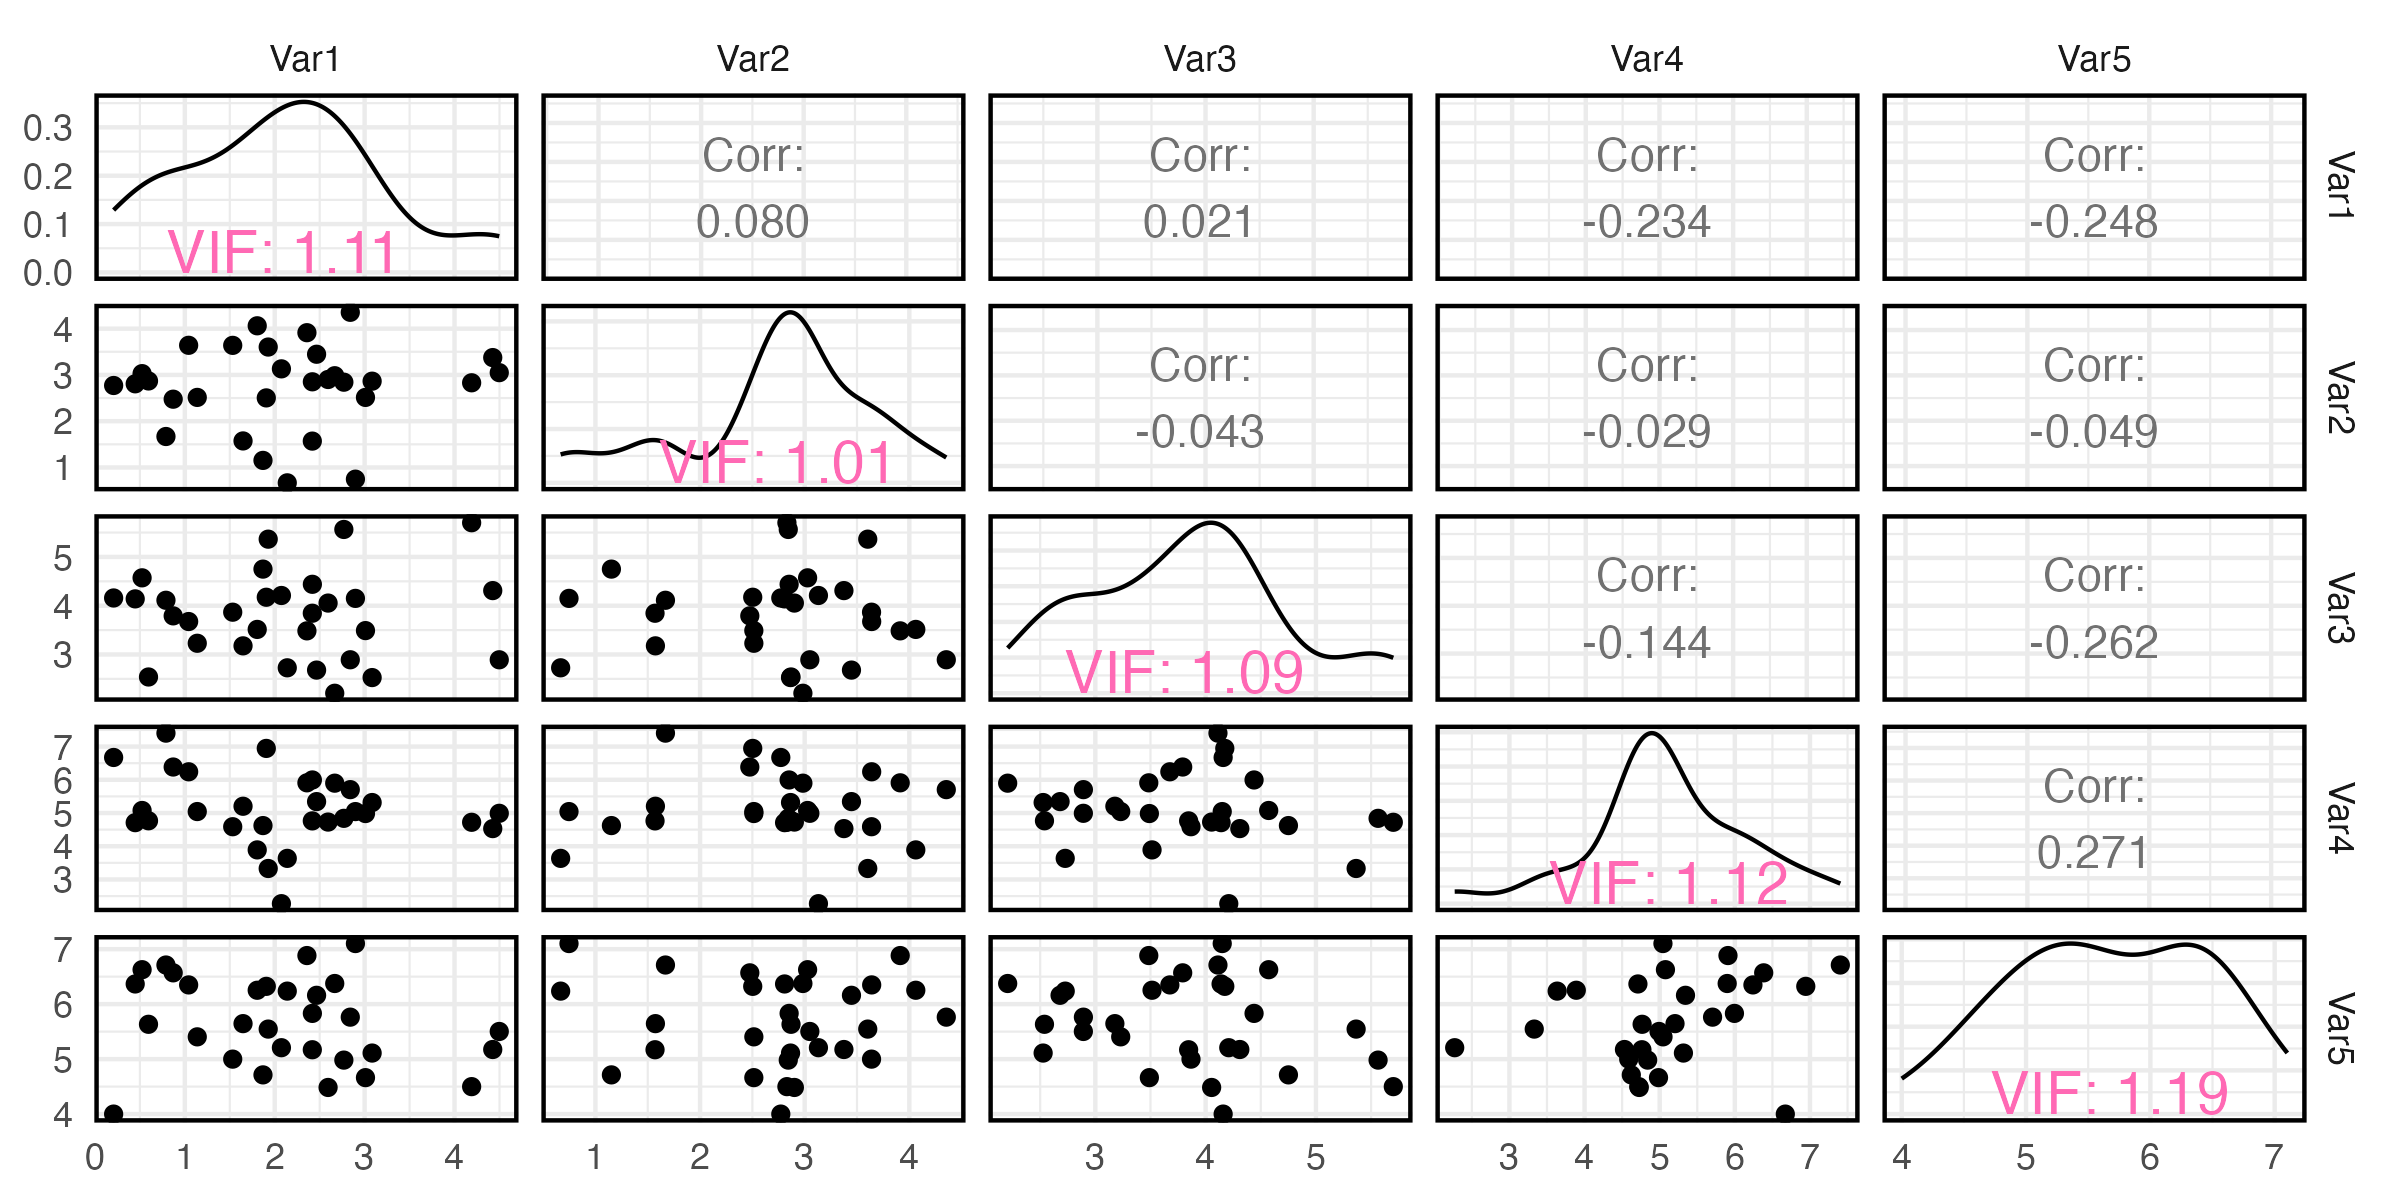 Var1 Var2 Var3 Var4 Var5
0.3
0.2
0.1
0.0
VIF: 1.11
Corr:
0.080
Corr:
0.021
Corr:
-0.234
Corr:
-0.248
Var1
4
3
2
1
VIF: 1.01
Corr:
-0.043
Corr:
-0.029
Corr:
-0.049
Var2
5
4
3
VIF: 1.09
Corr:
-0.144
Corr:
-0.262
Var3
7
6
5
4
3
VIF: 1.12
Corr:
0.271
Var4
7
6
5
4
VIF: 1.19
Var5
0 1 2 3 4 1 2 3 4 3 4 5 3 4 5 6 7 4 5 6 7